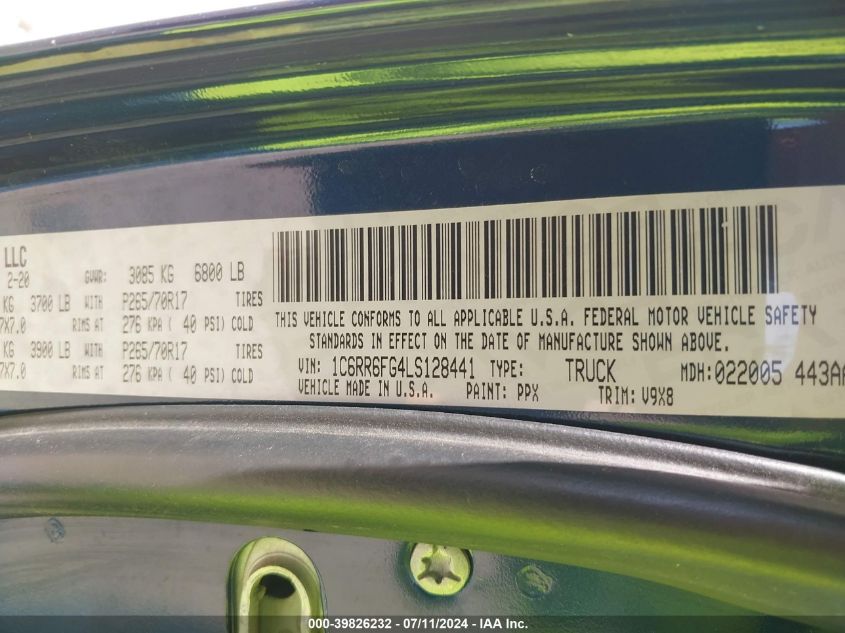 LLC
2-20 GVWR: 3085 KG 6800 LB
KG 3700 LB WITH P265/70R17 TIRES
7X7.0 RIMS AT 276 KPA ( 40 PSI) COLD
KG 3900 LB WITH P265/70R17 TIRES
7X7.0 RIMS AT 276 KPA ( 40 PSI) COLD
THIS VEHICLE CONFORMS TO ALL APPLICABLE U.S.A. FEDERAL MOTOR VEHICLE SAFETY
STANDARDS IN EFFECT ON THE DATE OF MANUFACTURE SHOWN ABOVE.
VIN: 1C6RR6FG4LS128441 TYPE: TRUCK MDH:022005 443AA
VEHICLE MADE IN U.S.A. PAINT: PPX TRIM: V9X8
000-39826232 - 07/11/2024 - IAA Inc.